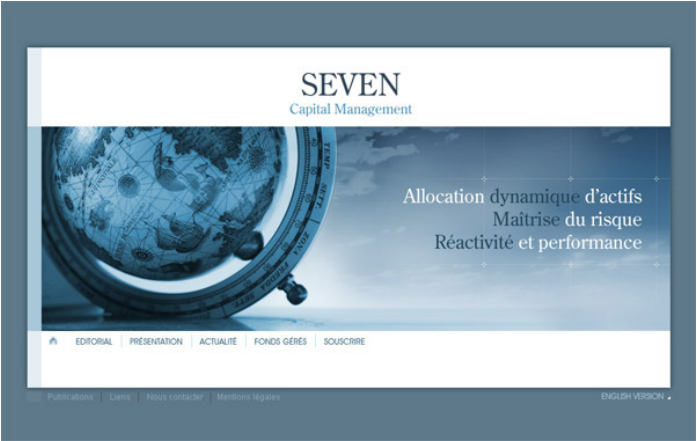 SEVEN
Capital Management
Allocation dynamique d'actifs
Maîtrise du risque
Réactivité et performance
EDITORIAL PRÉSENTATION ACTUALITÉ FONDS GÉRÉS SOUSCRIRE
Publications Liens Nous contacter Mentions légales ENGLISH VERSION